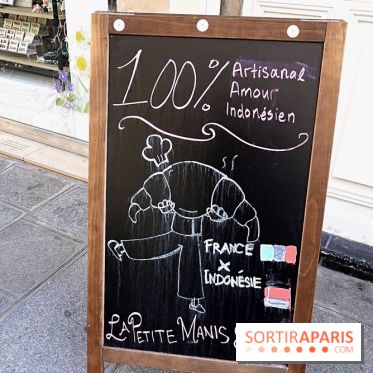 100%
Artisanal
Amour
Indonésien
FRANCE
X
INDONÉSIE
LA PETITE MANIS
SORTIRAPARIS
.COM